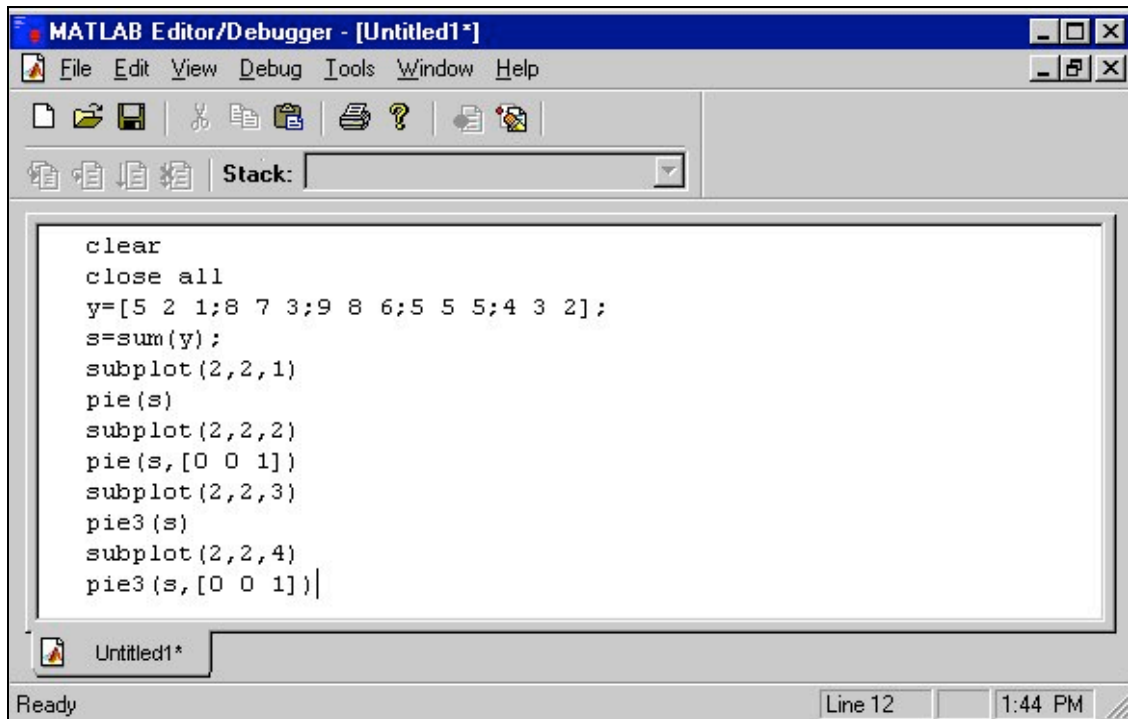 MATLAB Editor/Debugger - [Untitled1*]
File Edit View Debug Tools Window Help
Stack:
clear
close all
y=[5 2 1;8 7 3;9 8 6;5 5 5;4 3 2];
s=sum(y);
subplot(2,2,1)
pie(s)
subplot(2,2,2)
pie(s,[0 0 1])
subplot(2,2,3)
pie3(s)
subplot(2,2,4)
pie3(s,[0 0 1])
Untitled1*
Ready Line 12 1:44 PM